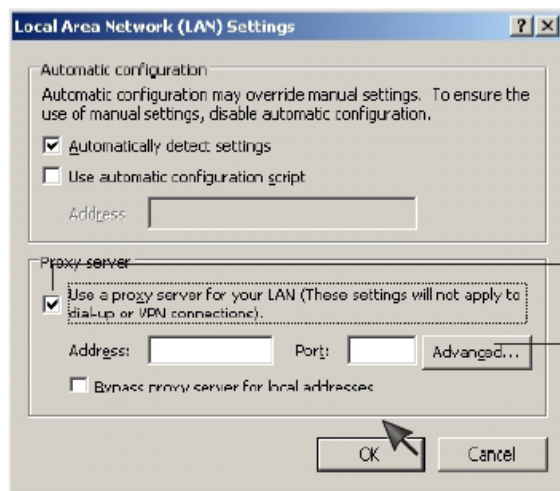 Local Area Network (LAN) Settings
Automatic configuration
Automatic configuration may override manual settings. To ensure the
use of manual settings, disable automatic configuration.
Automatically detect settings
Use automatic configuration script
Address
Proxy server
Use a proxy server for your LAN (These settings will not apply to
dial-up or VPN connections).
Address:
Port:
Advanced...
Bypass proxy server for local addresses
OK
Cancel